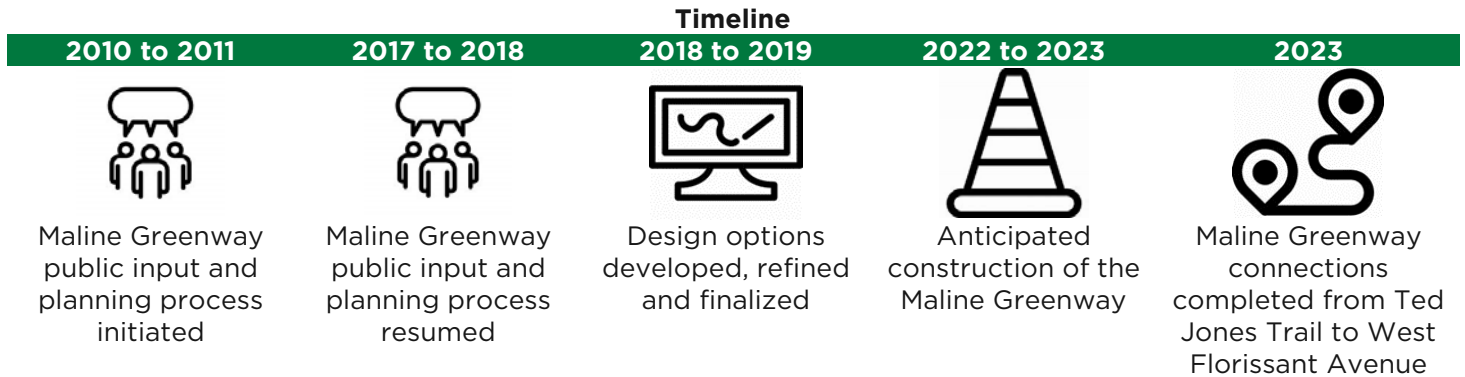 Timeline
2010 to 2011
2017 to 2018
2018 to 2019
2022 to 2023
2023
Maline Greenway
public input and
planning process
initiated
Maline Greenway
public input and
planning process
resumed
Design options
developed, refined
and finalized
Anticipated
construction of the
Maline Greenway
Maline Greenway
connections
completed from Ted
Jones Trail to West
Florissant Avenue